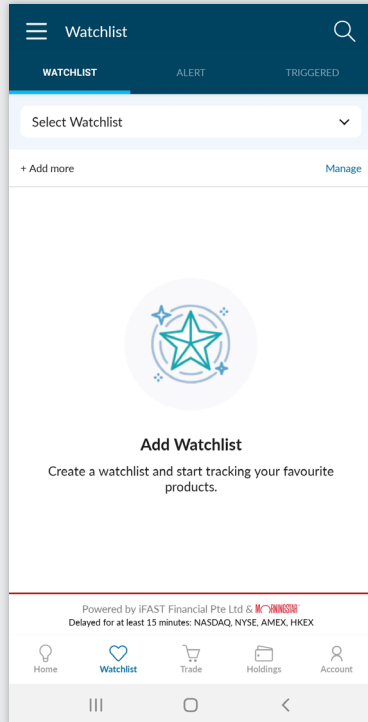 Watchlist
WATCHLIST ALERT TRIGGERED
Select Watchlist
+ Add more Manage
Add Watchlist
Create a watchlist and start tracking your favourite
products.
Powered by iFAST Financial Pte Ltd & MORNINGSTAR
Delayed for at least 15 minutes: NASDAQ, NYSE, AMEX, HKEX
Home Watchlist Trade Holdings Account